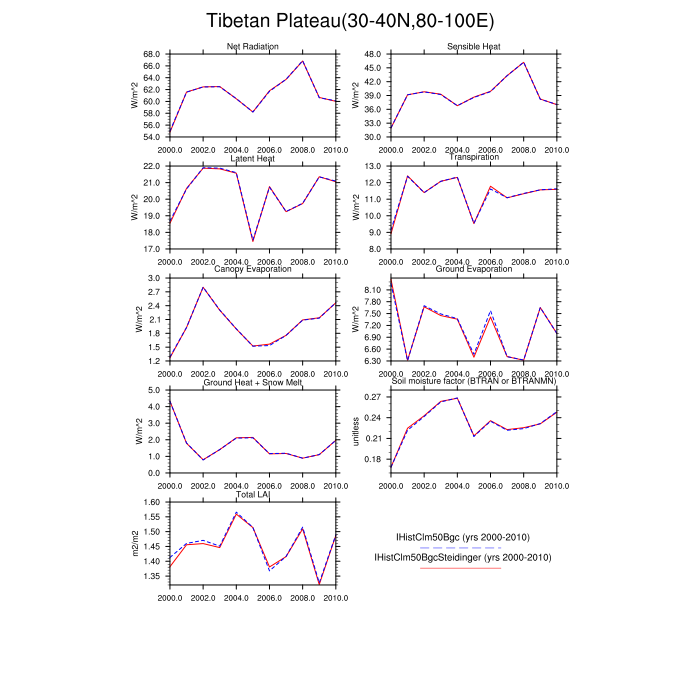 Tibetan Plateau(30-40N,80-100E)
Net Radiation
Sensible Heat
68.0
66.0
64.0
62.0
60.0
58.0
56.0
54.0
W/m^2
2000.0 2002.0 2004.0 2006.0 2008.0 2010.0
48.0
45.0
42.0
39.0
36.0
33.0
30.0
W/m^2
2000.0 2002.0 2004.0 2006.0 2008.0 2010.0
Latent Heat
Transpiration
22.0
21.0
20.0
19.0
18.0
17.0
W/m^2
2000.0 2002.0 2004.0 2006.0 2008.0 2010.0
13.0
12.0
11.0
10.0
9.0
8.0
W/m^2
2000.0 2002.0 2004.0 2006.0 2008.0 2010.0
Canopy Evaporation
Ground Evaporation
3.0
2.7
2.4
2.1
1.8
1.5
1.2
W/m^2
2000.0 2002.0 2004.0 2006.0 2008.0 2010.0
8.10
7.80
7.50
7.20
6.90
6.60
6.30
W/m^2
2000.0 2002.0 2004.0 2006.0 2008.0 2010.0
Ground Heat + Snow Melt
Soil moisture factor (BTRAN or BTRANMN)
5.0
4.0
3.0
2.0
1.0
0.0
W/m^2
2000.0 2002.0 2004.0 2006.0 2008.0 2010.0
0.27
0.24
0.21
0.18
unitless
2000.0 2002.0 2004.0 2006.0 2008.0 2010.0
Total LAI
1.60
1.55
1.50
1.45
1.40
1.35
m2/m2
2000.0 2002.0 2004.0 2006.0 2008.0 2010.0
IHistClm50Bgc (yrs 2000-2010)
IHistClm50BgcSteidinger (yrs 2000-2010)